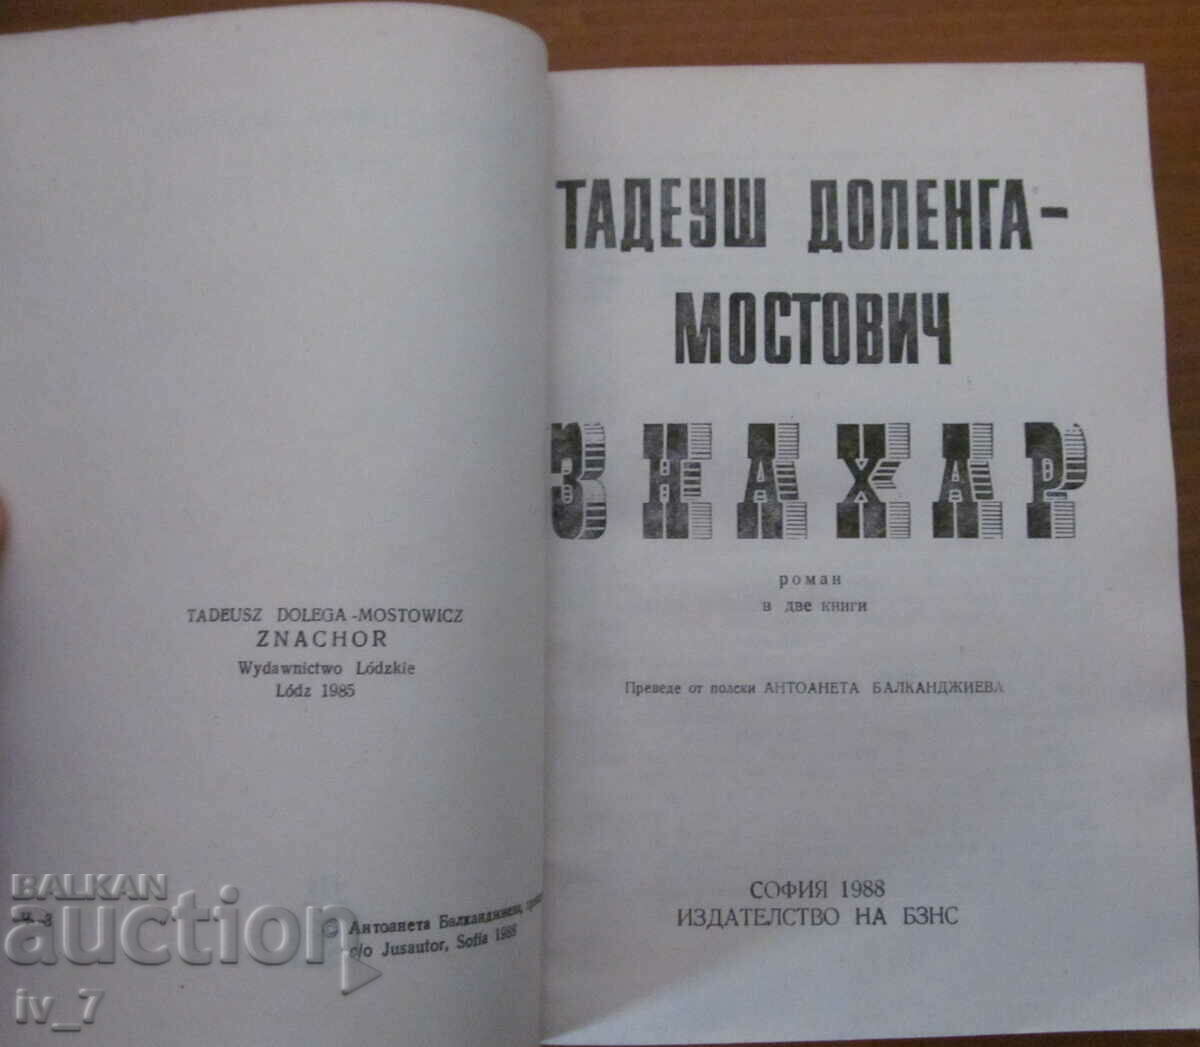 TADEUSZ DOLEGA-MOSTOWICZ
ZNACHOR
Wydawnictwo Lódzkie
Lódz 1985
© Антоанета Балканджиева,
c/o Jusautor, Sofia 1988
ТАДЕУШ ДОЛЕНГА-
МОСТОВИЧ
ЗНАХАР
роман
в две книги
Преведе от полски АНТОАНЕТА БАЛКАНДЖИЕВА
СОФИЯ 1988
ИЗДАТЕЛСТВО НА БЗНС
BALKAN
auction
iv_7